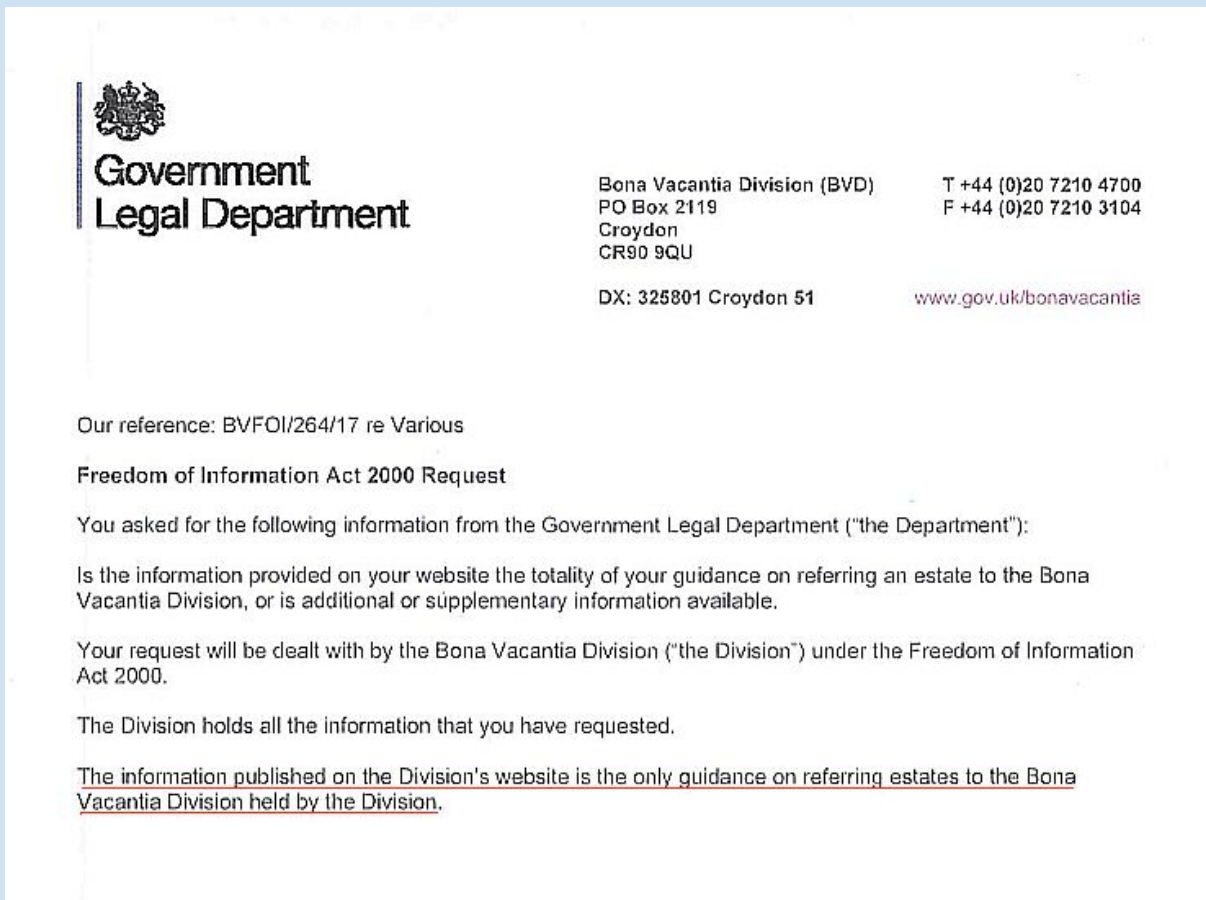 Government
Legal Department
Bona Vacantia Division (BVD)
PO Box 2119
Croydon
CR90 9QU
DX: 325801 Croydon 51
T +44 (0)20 7210 4700
F +44 (0)20 7210 3104
www.gov.uk/bonavacantia
Our reference: BVFOI/264/17 re Various
Freedom of Information Act 2000 Request
You asked for the following information from the Government Legal Department ("the Department"):
Is the information provided on your website the totality of your guidance on referring an estate to the Bona
Vacantia Division, or is additional or supplementary information available.
Your request will be dealt with by the Bona Vacantia Division ("the Division") under the Freedom of Information
Act 2000.
The Division holds all the information that you have requested.
The information published on the Division's website is the only guidance on referring estates to the Bona
Vacantia Division held by the Division.